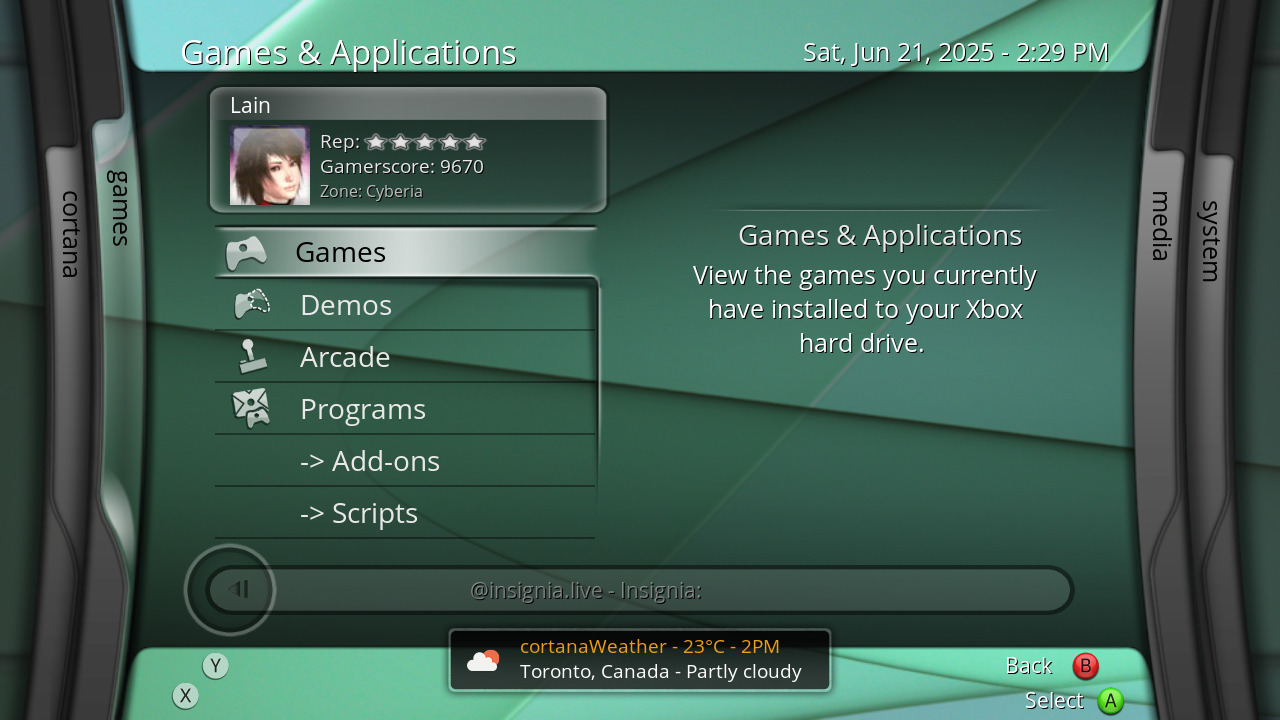 Games & Applications
Sat, Jun 21, 2025 - 2:29 PM
cortana
games
Lain
Rep:
Gamerscore: 9670
Zone: Cyberia
Games
Demos
Arcade
Programs
-> Add-ons
-> Scripts
Games & Applications
View the games you currently
have installed to your Xbox
hard drive.
media
system
@insignia.live - Insignia:
cortanaWeather - 23°C - 2PM
Toronto, Canada - Partly cloudy
Y
X
Back B
Select A